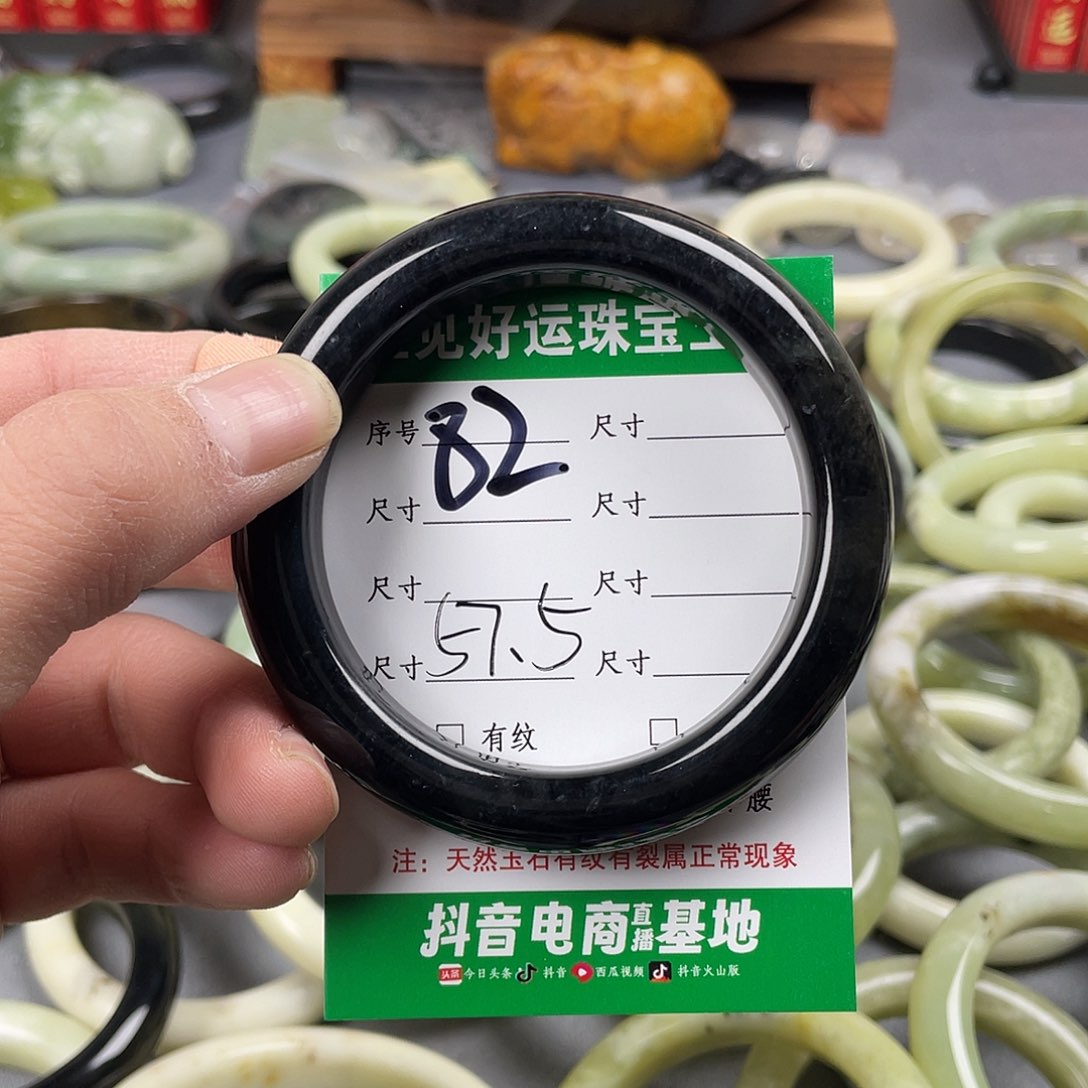 见好运珠宝
序号 82 尺寸
尺寸 尺寸
尺寸 尺寸
尺寸 57.5 尺寸
有纹
腰
注：天然玉石有纹有裂属正常现象
抖音电商直播基地
头条 今日头条 抖音 西瓜视频 抖音火山版